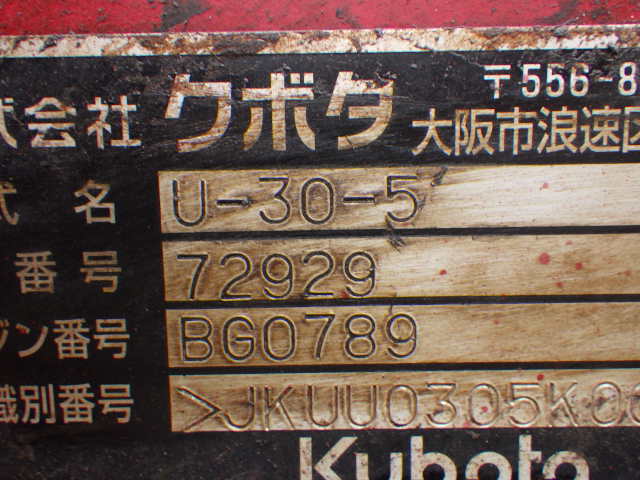 式会社 クボタ 〒556-8
大阪市浪速区
式 名 U-30-5
番号 72929
ジン番号 BG0789
識別番号 >JKUU0305K0
Kubota